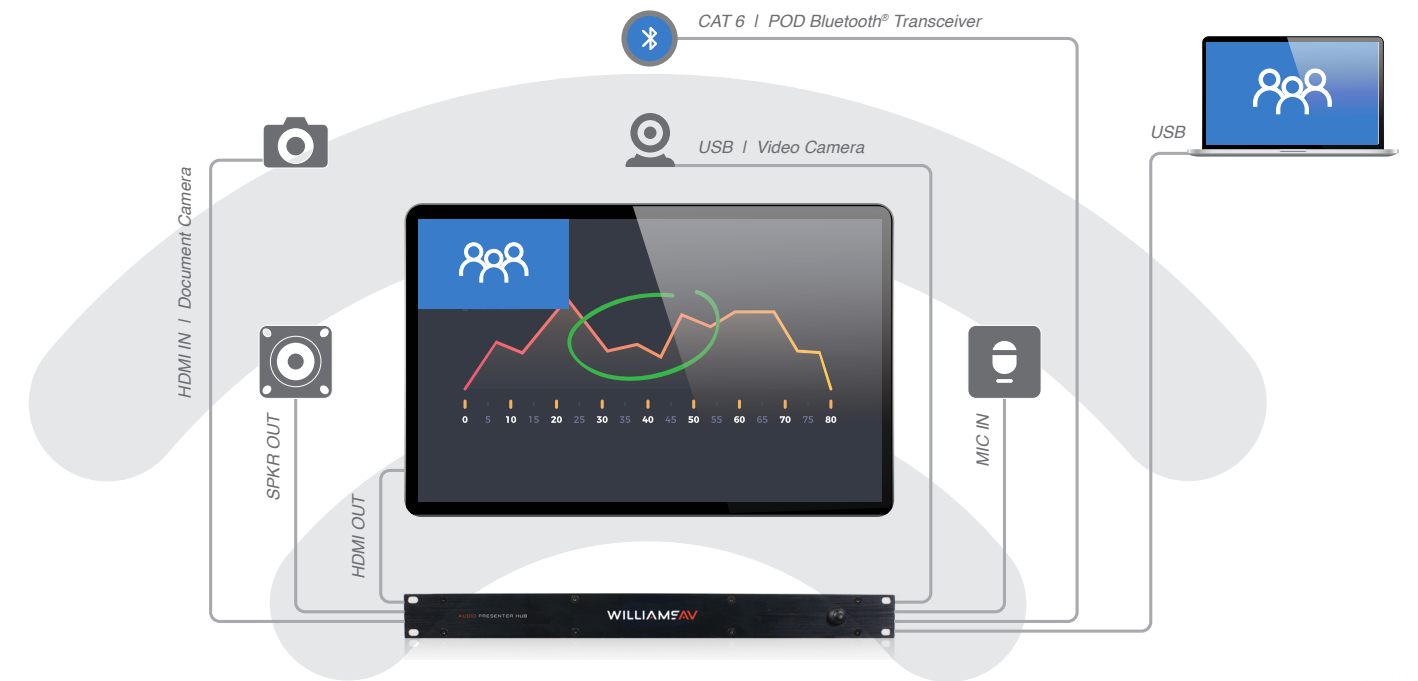 CAT 6 I POD Bluetooth® Transceiver
USB I Video Camera
USB
HDMI IN I Document Camera
SPKR OUT
HDMI OUT
MIC IN
0 5 10 15 20 25 30 35 40 45 50 55 60 65 70 75 80
AUDIO PRESENTER HUB
WILLIAMSAV